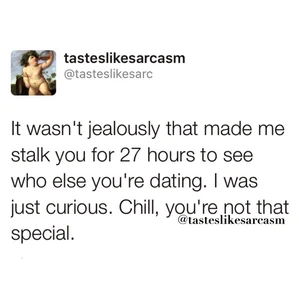 tasteslikesarcasm
@tasteslikesarc
It wasn't jealously that made me
stalk you for 27 hours to see
who else you're dating. I was
just curious. Chill, you're not that
@tasteslikesarcasm
special.